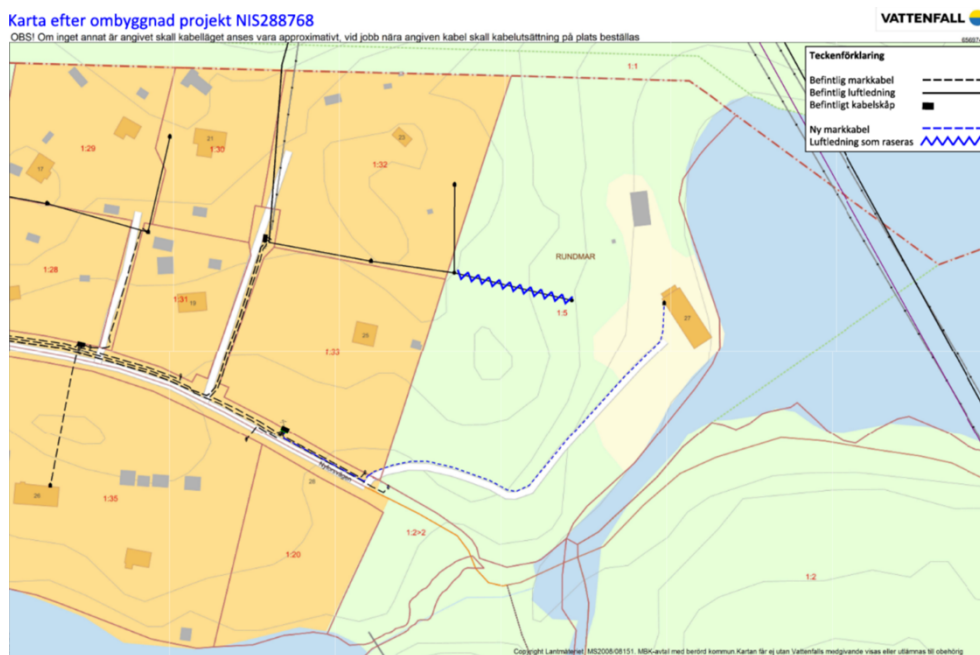 Karta efter ombyggnad projekt NIS288768
VATTENFALL
OBS! Om inget annat är angivet skall kabelläget anses vara approximativt, vid jobb nära angiven kabel skall kabelutsättning på plats beställas
Teckenförklaring
Befintlig markkabel
Befintlig luftledning
Befintligt kabelskåp
Ny markkabel
Luftledning som raseras
1:1
1:29
21
1:30
23
1:32
17
RUNDMAR
1:28
1:31
19
1:5
27
25
1:33
26
1:35
28
1:20
1:2>2
1:2
Copyright Lantmäteriet, MS2008/08151. MBK-avtal med berörd kommun.Kartan får ej utan Vattenfalls medgivande visas eller utlämnas till obehörig